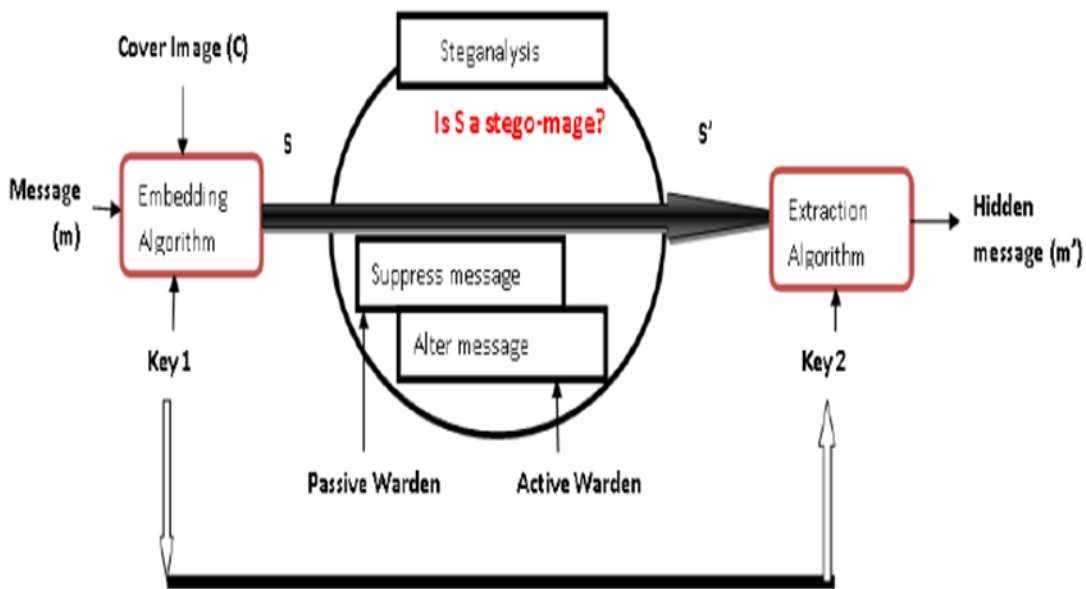 Cover Image (C)
Steganalysis
Is S a stego-mage?
S
S'
Message
(m)
Embedding
Algorithm
Extraction
Algorithm
Hidden
message (m')
Suppress message
Alter message
Key 1
Key 2
Passive Warden
Active Warden